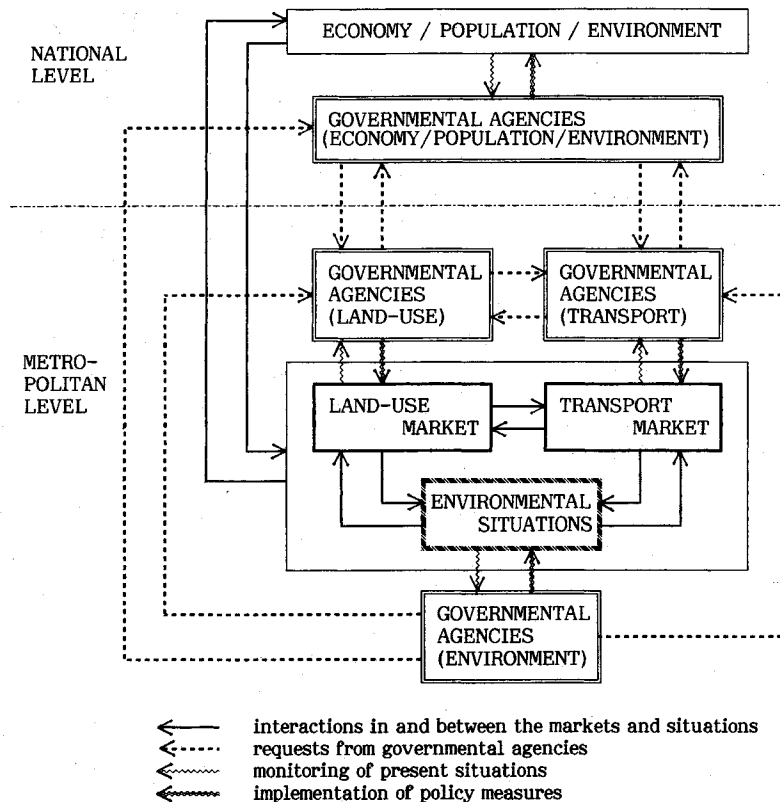 NATIONAL
LEVEL
ECONOMY / POPULATION / ENVIRONMENT
GOVERNMENTAL AGENCIES
(ECONOMY/POPULATION/ENVIRONMENT)
METRO-
POLITAN
LEVEL
GOVERNMENTAL
AGENCIES
(LAND-USE)
GOVERNMENTAL
AGENCIES
(TRANSPORT)
LAND-USE
MARKET
TRANSPORT
MARKET
ENVIRONMENTAL
SITUATIONS
GOVERNMENTAL
AGENCIES
(ENVIRONMENT)
interactions in and between the markets and situations
requests from governmental agencies
monitoring of present situations
implementation of policy measures